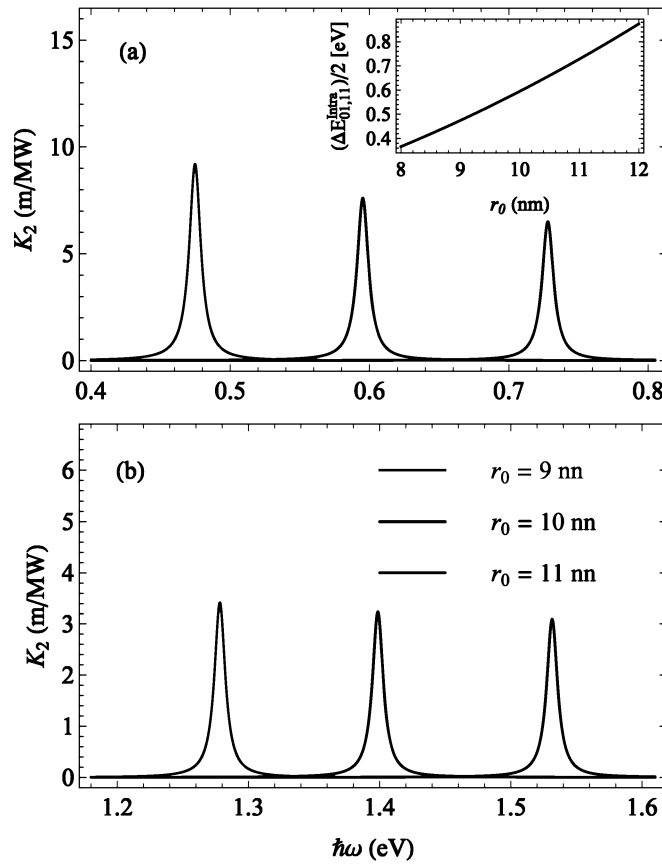 (a)
K₂ (m/MW)
15
10
5
0
0.4 0.5 0.6 0.7 0.8
(ΔE^Intra_01,11)/2 [eV]
0.8
0.7
0.6
0.5
0.4
8 9 10 11 12
r₀ (nm)
(b)
K₂ (m/MW)
6
5
4
3
2
1
0
r₀ = 9 nn
r₀ = 10 nn
r₀ = 11 nn
1.2 1.3 1.4 1.5 1.6
ħω (eV)